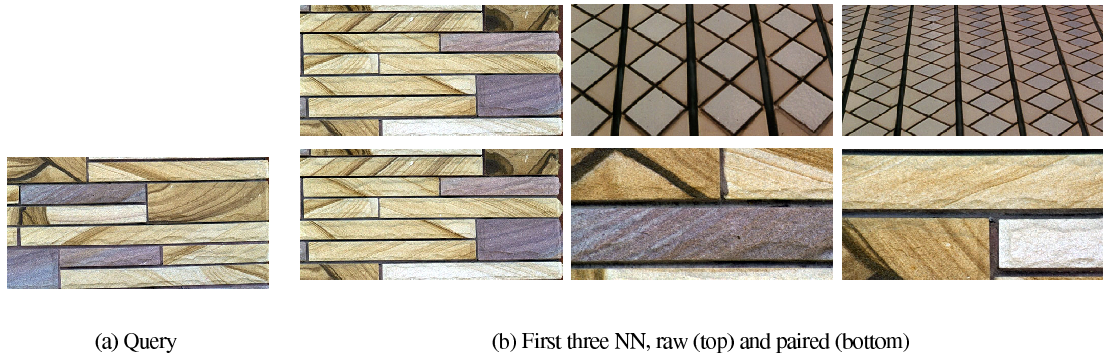 (a) Query
(b) First three NN, raw (top) and paired (bottom)